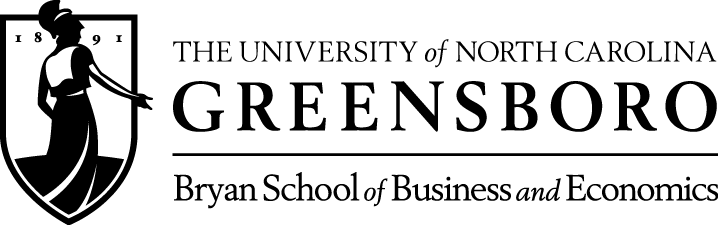 1891
THE UNIVERSITY of NORTH CAROLINA
GREENSBORO
Bryan School of Business and Economics